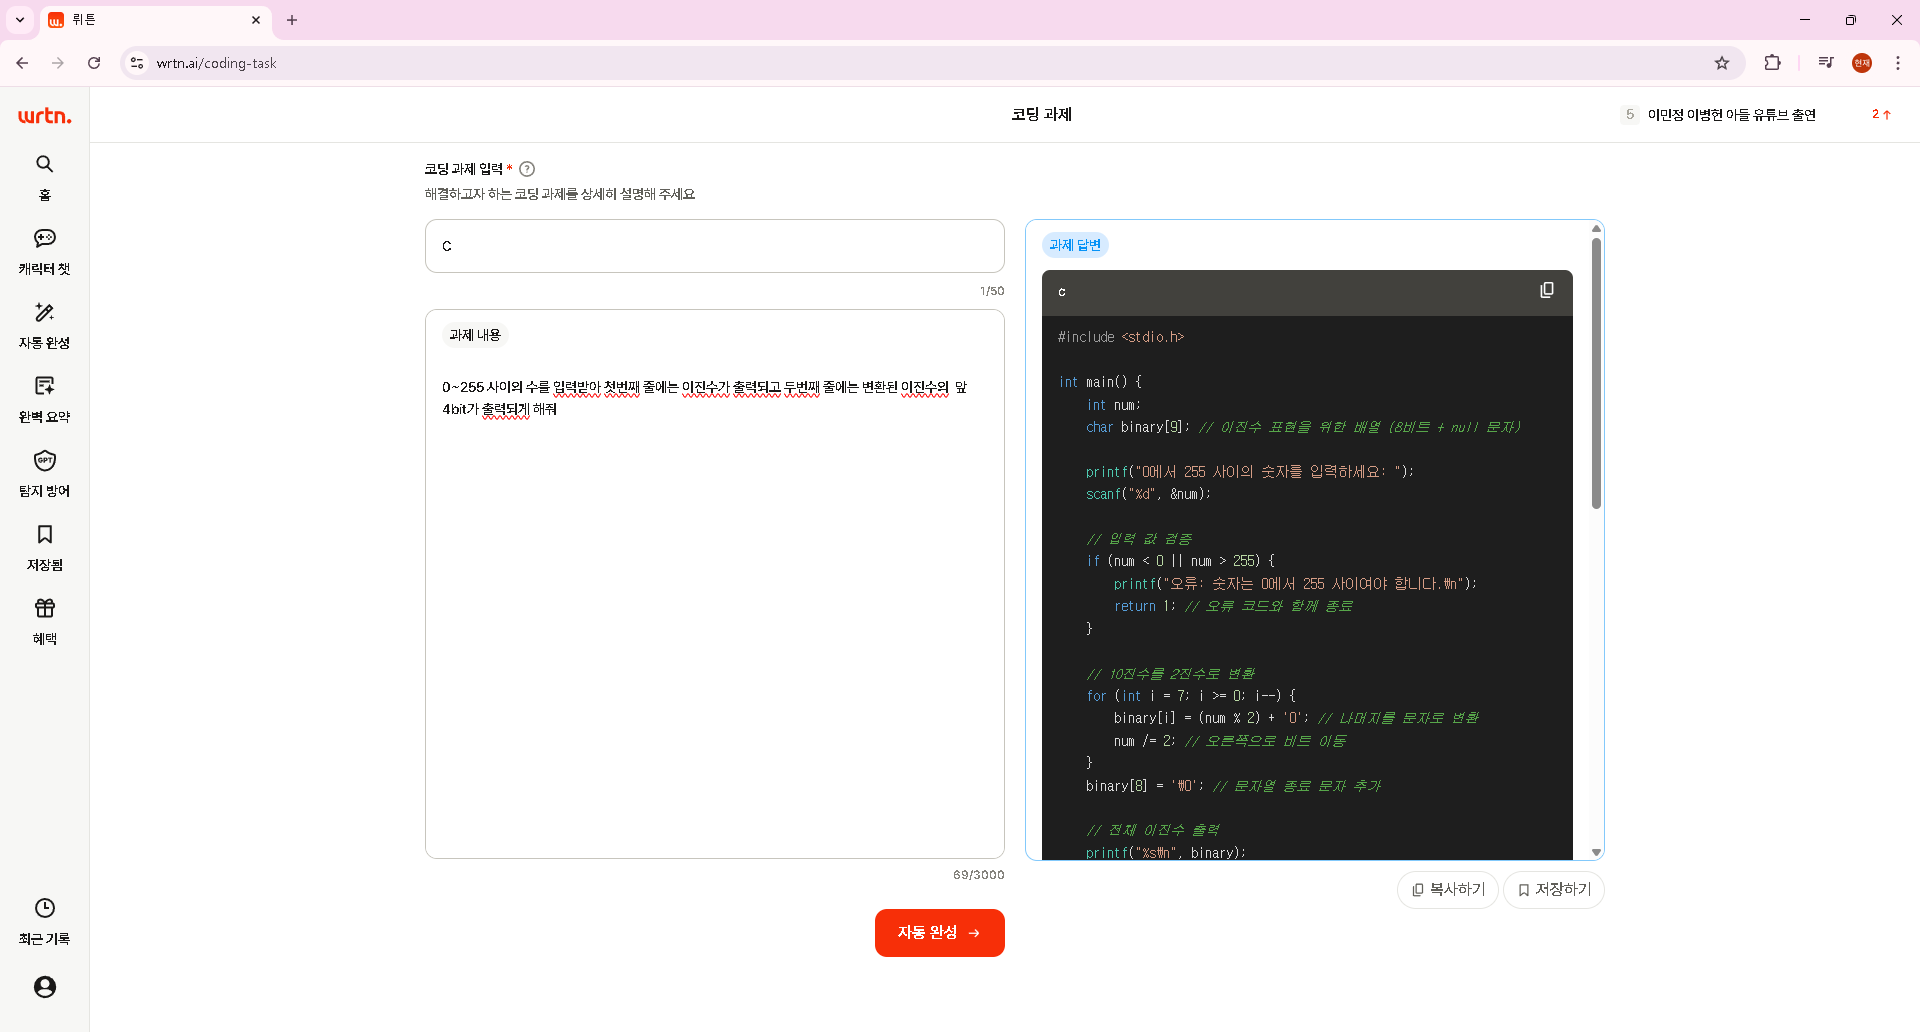 뤼튼
wrtn.ai/coding-task
현재
wrtn.
홈
캐릭터 챗
자동 완성
완벽 요약
GPT
탐지 방어
저장됨
혜택
최근 기록
코딩 과제
5 이민정 이병헌 아들 유튜브 출연 2
코딩 과제 입력 * ?
해결하고자 하는 코딩 과제를 상세히 설명해 주세요
C
1/50
과제 내용
0~255 사이의 수를 입력받아 첫번째 줄에는 이진수가 출력되고 두번째 줄에는 변환된 이진수의  앞
4bit가 출력되게 해줘
69/3000
자동 완성 →
과제 답변
c
#include <stdio.h>
int main() {
    int num;
    char binary[9]; // 이진수 표현을 위한 배열 (8비트 + null 문자)
    printf("0에서 255 사이의 숫자를 입력하세요: ");
    scanf("%d", &num);
    // 입력 값 검증
    if (num < 0 || num > 255) {
        printf("오류: 숫자는 0에서 255 사이여야 합니다.₩n");
        return 1; // 오류 코드와 함께 종료
    }
    // 10진수를 2진수로 변환
    for (int i = 7; i >= 0; i--) {
        binary[i] = (num % 2) + '0'; // 나머지를 문자로 변환
        num /= 2; // 오른쪽으로 비트 이동
    }
    binary[8] = '₩0'; // 문자열 종료 문자 추가
    // 전체 이진수 출력
    printf("%s₩n", binary);
복사하기
저장하기